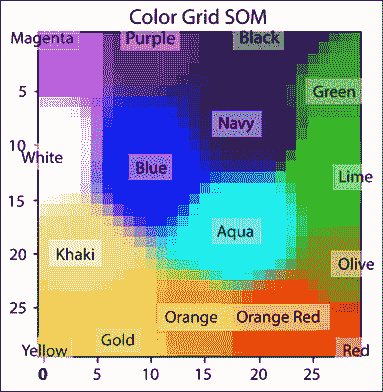 Color Grid SOM
Magenta Purple Black
5 Green
Navy
10
White Blue
Lime
15
Aqua
20 Khaki Olive
25
Orange Orange Red
Gold
Yellow Red
0 5 10 15 20 25